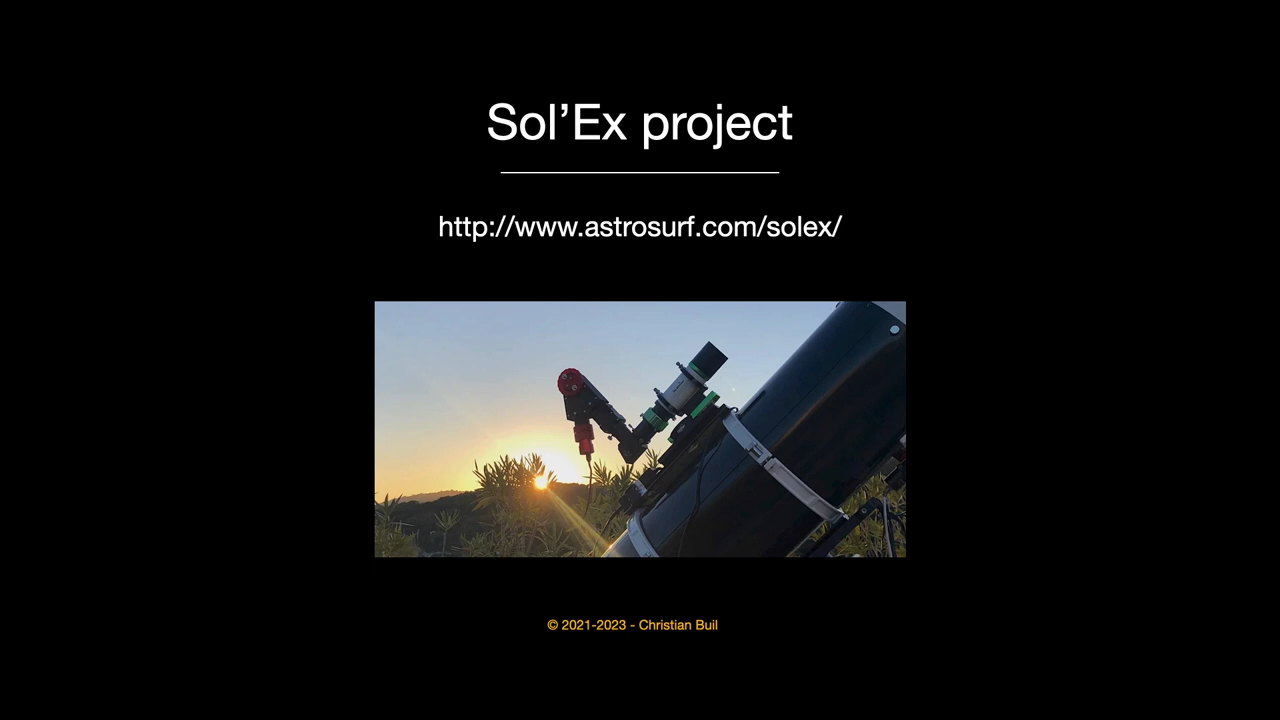 Sol’Ex project
http://www.astrosurf.com/solex/
© 2021-2023 - Christian Buil